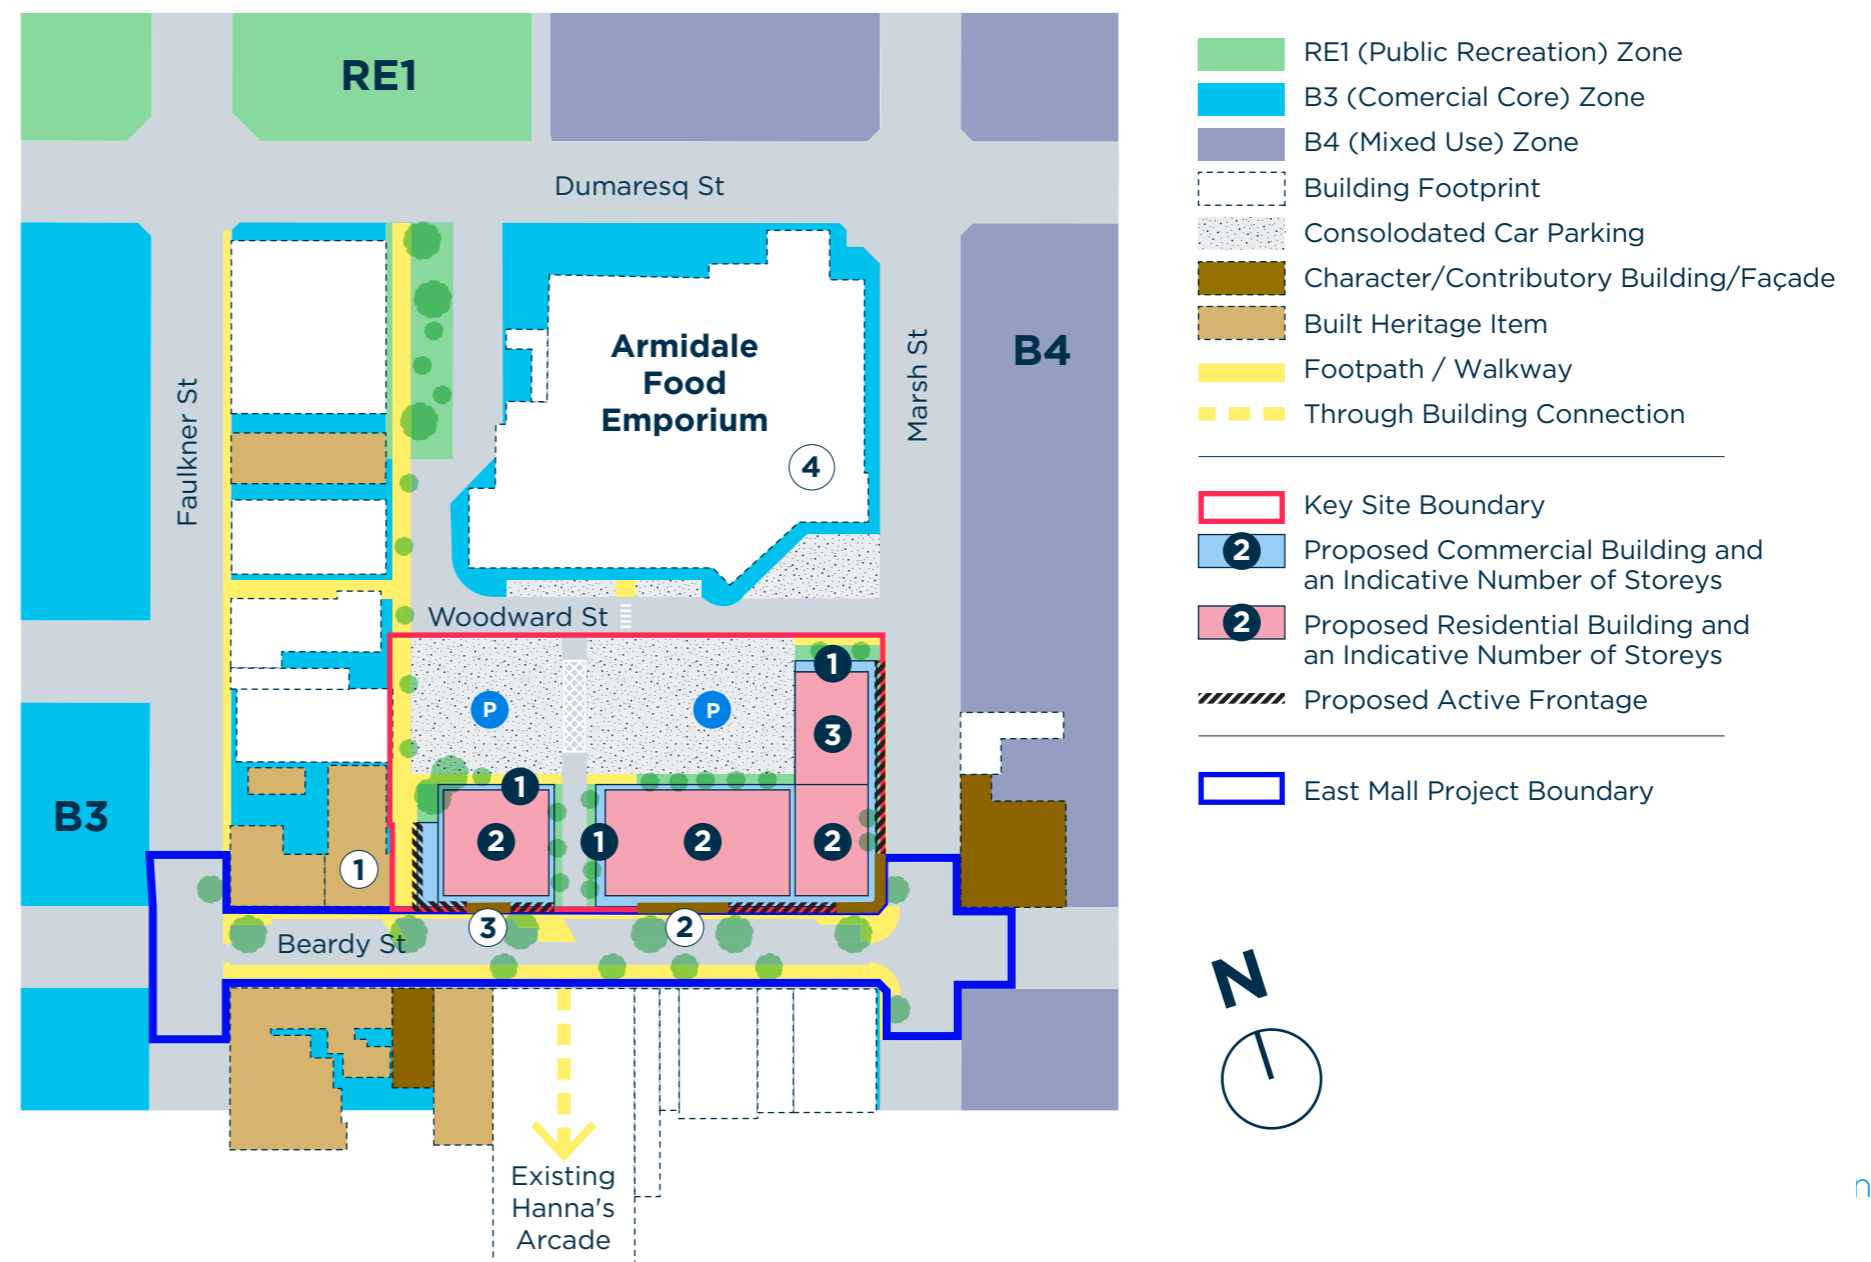 RE1
Dumaresq St
Armidale
Food
Emporium
4
B4
Marsh St
Faulkner St
Woodward St
1
P
P
3
1
2
1
2
2
B3
1
3
2
Beardy St
Existing
Hanna's
Arcade
RE1 (Public Recreation) Zone
B3 (Comercial Core) Zone
B4 (Mixed Use) Zone
Building Footprint
Consolodated Car Parking
Character/Contributory Building/Façade
Built Heritage Item
Footpath / Walkway
Through Building Connection
Key Site Boundary
2
Proposed Commercial Building and
an Indicative Number of Storeys
2
Proposed Residential Building and
an Indicative Number of Storeys
Proposed Active Frontage
East Mall Project Boundary
N
n